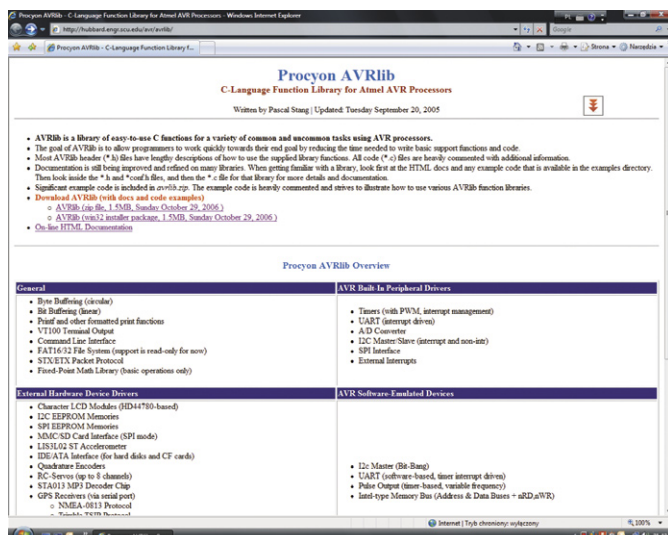 Procyon AVRlib - C-Language Function Library for Atmel AVR Processors - Windows Internet Explorer
http://hubbard.engr.scu.edu/avr/avrlib/
Google
Procyon AVRlib - C-Language Function Library f...
Strona
Narzędzia
Procyon AVRlib
C-Language Function Library for Atmel AVR Processors
Written by Pascal Stang | Updated: Tuesday September 20, 2005
AVRlib is a library of easy-to-use C functions for a variety of common and uncommon tasks using AVR processors.
The goal of AVRlib is to allow programmers to work quickly towards their end goal by reducing the time needed to write basic support functions and code.
Most AVRlib header (*.h) files have lengthy descriptions of how to use the supplied library functions. All code (*.c) files are heavily commented with additional information.
Documentation is still being improved and refined on many libraries. When getting familiar with a library, look first at the HTML docs and any example code that is available in the examples directory.
Then look inside the *.h and *conf.h files, and then the *.c file for that library for more details and documentation.
Significant example code is included in avrlib.zip. The example code is heavily commented and strives to illustrate how to use various AVRlib function libraries.
Download AVRlib (with docs and code examples)
AVRlib (zip file, 1.5MB, Sunday October 29, 2006 )
AVRlib (win32 installer package, 1.5MB, Sunday October 29, 2006 )
On-line HTML Documentation
Procyon AVRlib Overview
General
Byte Buffering (circular)
Bit Buffering (linear)
Printf and other formatted print functions
VT100 Terminal Output
Command Line Interface
FAT16/32 File System (support is read-only for now)
STX/ETX Packet Protocol
Fixed-Point Math Library (basic operations only)
AVR Built-In Peripheral Drivers
Timers (with PWM, interrupt management)
UART (interrupt driven)
A/D Converter
I2C Master/Slave (interrupt and non-intr)
SPI Interface
External Interrupts
External Hardware Device Drivers
Character LCD Modules (HD44780-based)
I2C EEPROM Memories
SPI EEPROM Memories
MMC/SD Card Interface (SPI mode)
LIS3L02 ST Accelerometer
IDE/ATA Interface (for hard disks and CF cards)
Quadrature Encoders
RC-Servos (up to 8 channels)
STA013 MP3 Decoder Chip
GPS Receivers (via serial port)
NMEA-0813 Protocol
Trimble TSIP Protocol
AVR Software-Emulated Devices
I2c Master (Bit-Bang)
UART (software-based, timer interrupt driven)
Pulse Output (timer-based, variable frequency)
Intel-type Memory Bus (Address & Data Buses + nRD,nWR)
Internet | Tryb chroniony: wyłączony
100%